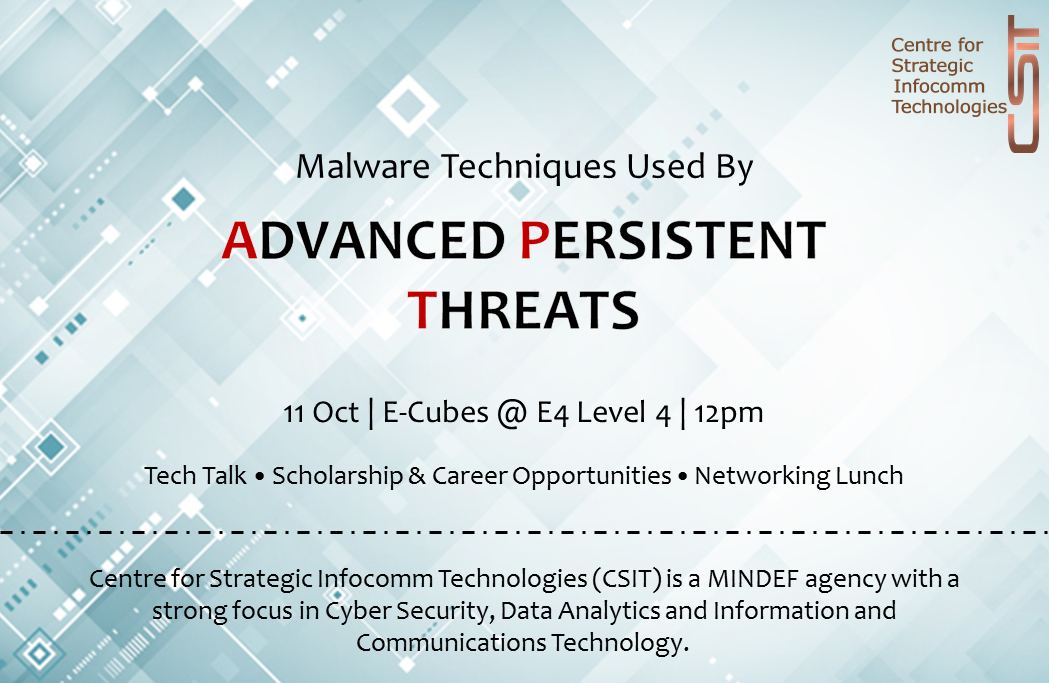 Centre for
Strategic
Infocomm
Technologies
CSIT
Malware Techniques Used By
ADVANCED PERSISTENT
THREATS
11 Oct | E-Cubes @ E4 Level 4 | 12pm
Tech Talk • Scholarship & Career Opportunities • Networking Lunch
Centre for Strategic Infocomm Technologies (CSIT) is a MINDEF agency with a
strong focus in Cyber Security, Data Analytics and Information and
Communications Technology.